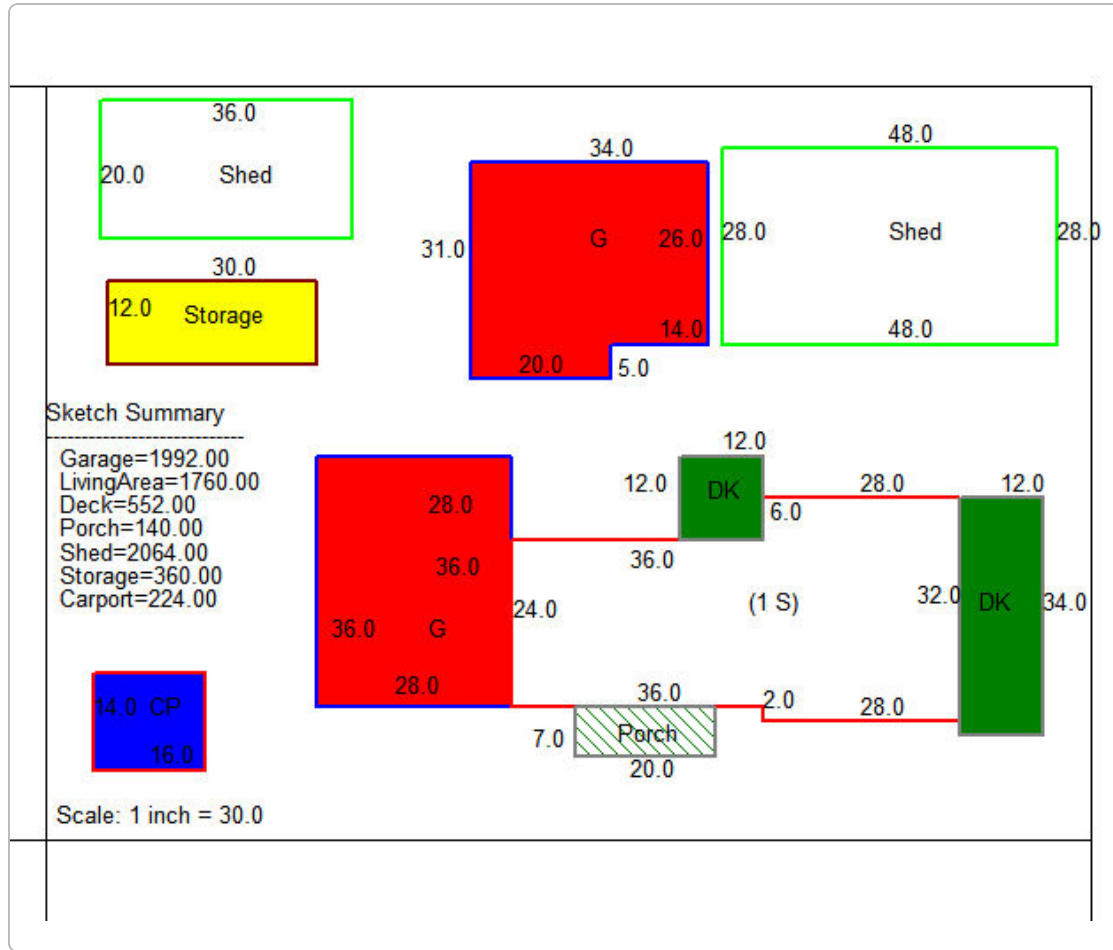 36.0
20.0
Shed
30.0
12.0
Storage
34.0
31.0
G
26.0
14.0
20.0
5.0
48.0
28.0
Shed
28.0
48.0
Sketch Summary
----------------------------
Garage=1992.00
LivingArea=1760.00
Deck=552.00
Porch=140.00
Shed=2064.00
Storage=360.00
Carport=224.00
28.0
36.0
36.0
G
28.0
12.0
12.0
DK
6.0
28.0
12.0
36.0
24.0
(1 S)
32.0
DK
34.0
36.0
2.0
28.0
7.0
Porch
20.0
14.0 CP
16.0
Scale: 1 inch = 30.0